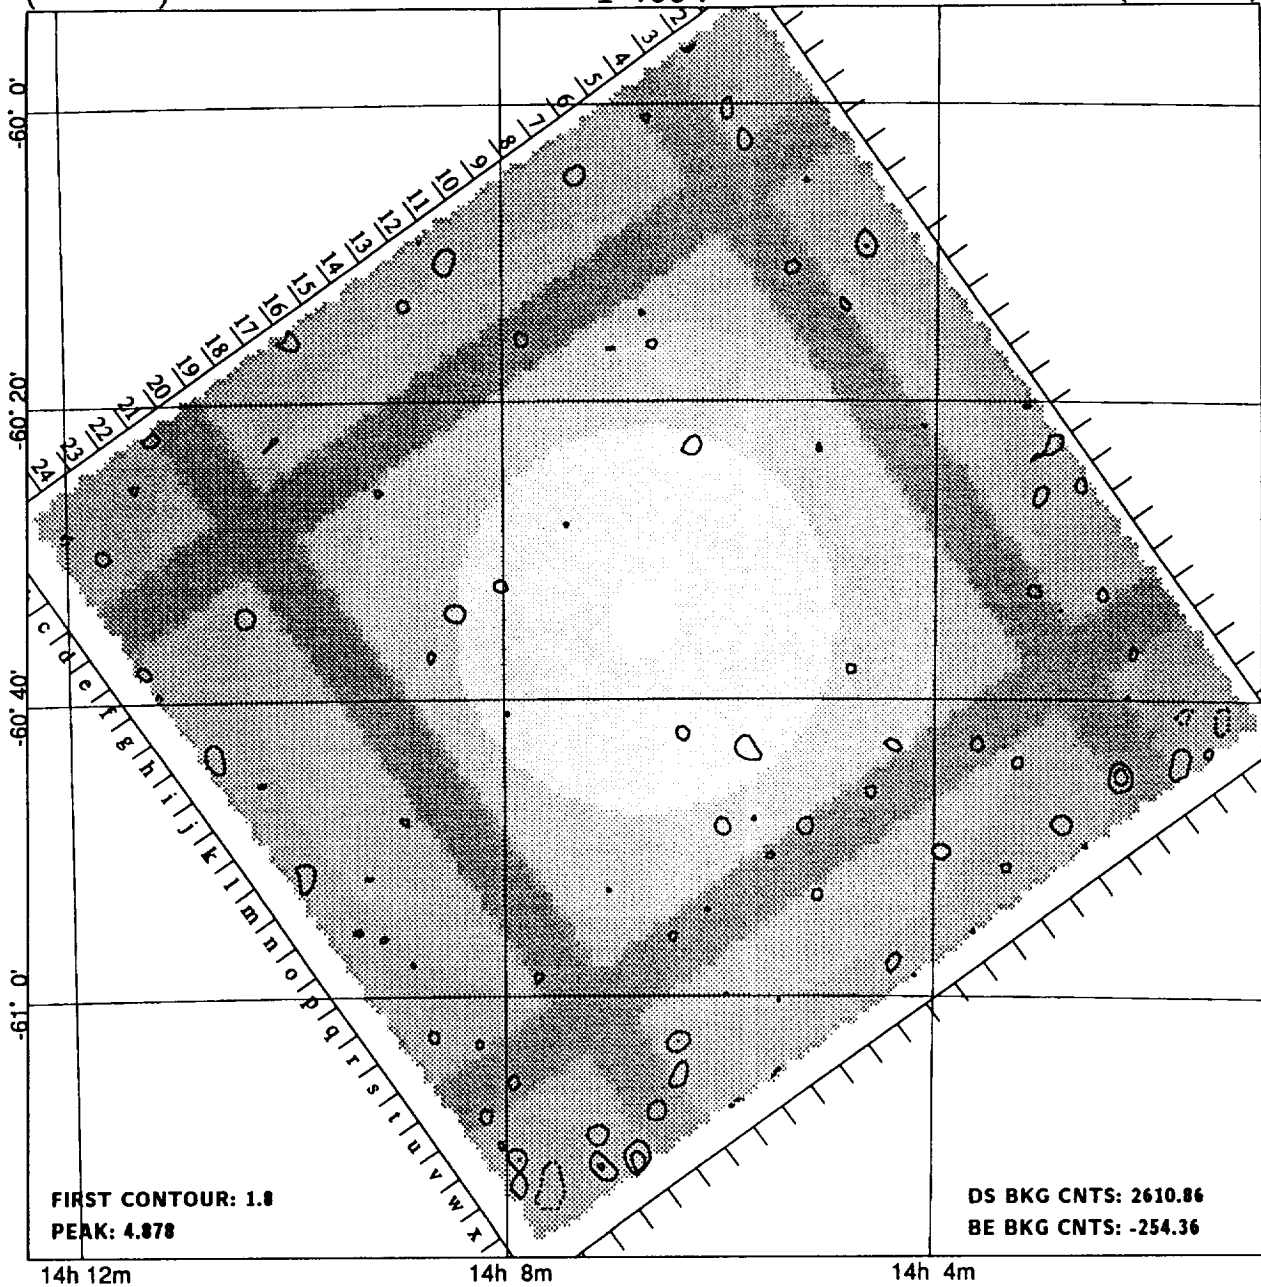 2
3
4
5
6
7
8
9
10
11
12
13
14
15
16
17
18
19
20
21
22
23
24
-60° 0'
-60° 20'
-60° 40'
-61° 0'
c
d
e
f
g
h
i
j
k
l
m
n
o
p
q
r
s
t
u
v
w
x
FIRST CONTOUR: 1.8
PEAK: 4.878
DS BKG CNTS: 2610.86
BE BKG CNTS: -254.36
14h 12m
14h 8m
14h 4m